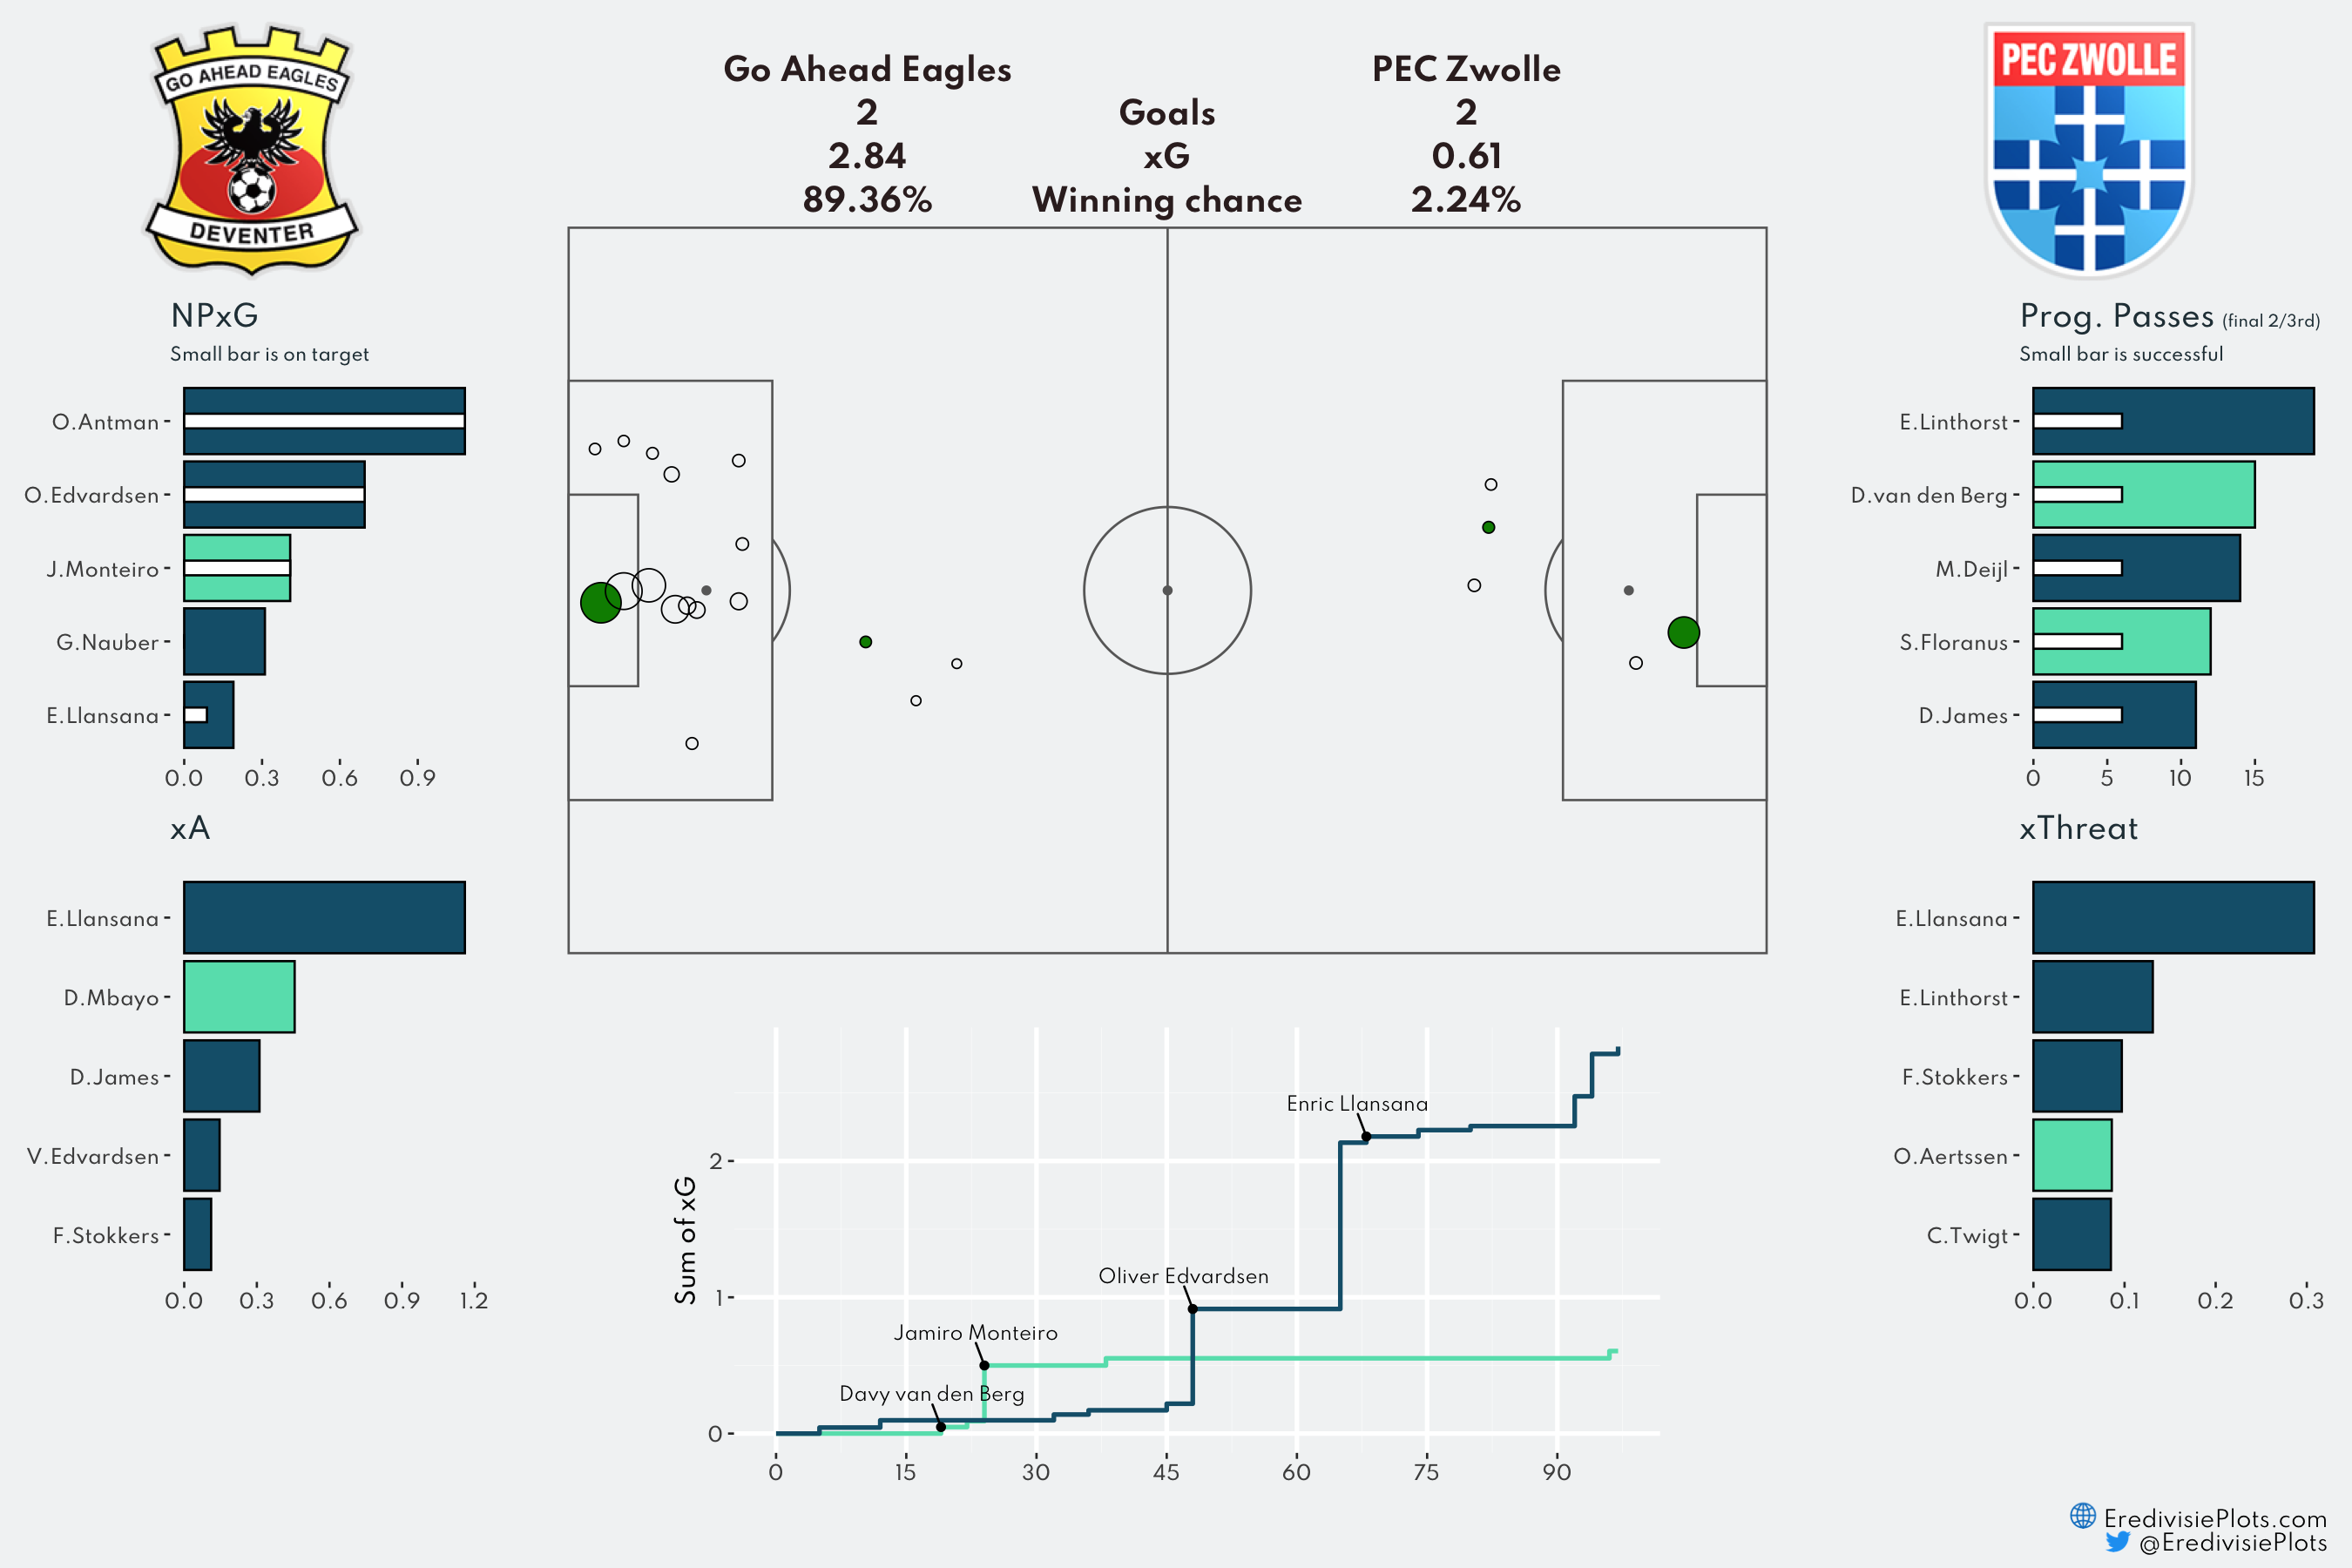 GO AHEAD EAGLES
DEVENTER
Go Ahead Eagles PEC Zwolle
2 Goals 2
2.84 xG 0.61
89.36% Winning chance 2.24%
PEC ZWOLLE
NPxG
Small bar is on target
O.Antman
O.Edvardsen
J.Monteiro
G.Nauber
E.Llansana
0.0 0.3 0.6 0.9
xA
E.Llansana
D.Mbayo
D.James
V.Edvardsen
F.Stokkers
0.0 0.3 0.6 0.9 1.2
Sum of xG
2
1
0
Enric Llansana
Oliver Edvardsen
Jamiro Monteiro
Davy van den Berg
0 15 30 45 60 75 90
Prog. Passes (final 2/3rd)
Small bar is successful
E.Linthorst
D.van den Berg
M.Deijl
S.Floranus
D.James
0 5 10 15
xThreat
E.Llansana
E.Linthorst
F.Stokkers
O.Aertssen
C.Twigt
0.0 0.1 0.2 0.3
EredivisiePlots.com
@EredivisiePlots